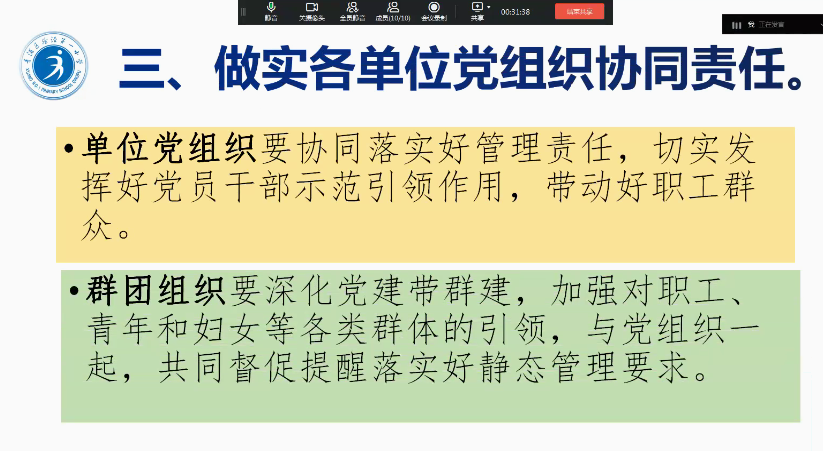 静音
关摄像头
全员静音
成员(10/10)
会议录制
共享
00:31:38
结束共享
我 正在发言
三、做实各单位党组织协同责任。
•单位党组织要协同落实好管理责任，切实发
挥好党员干部示范引领作用，带动好职工群
众。
•群团组织要深化党建带群建，加强对职工、
青年和妇女等各类群体的引领，与党组织一
起，共同督促提醒落实好静态管理要求。